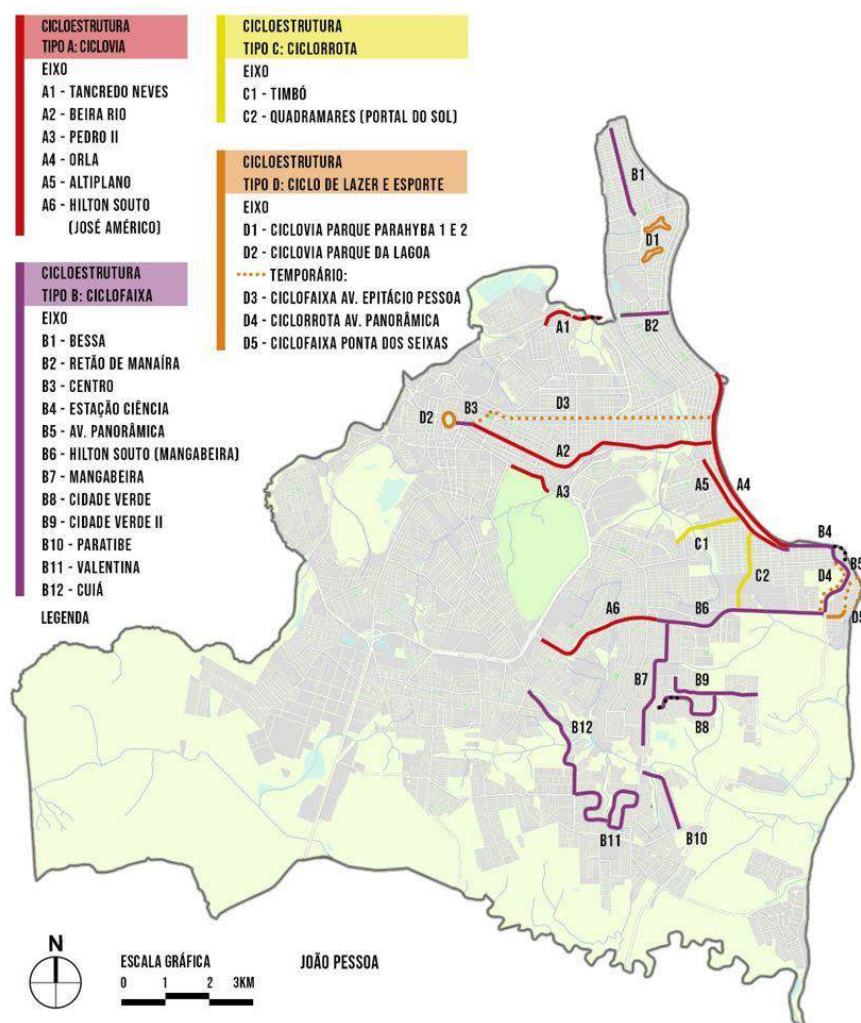 CICLOESTRUTURA
TIPO A: CICLOVIA
EIXO
A1 - TANCREDO NEVES
A2 - BEIRA RIO
A3 - PEDRO II
A4 - ORLA
A5 - ALTIPLANO
A6 - HILTON SOUTO
(JOSÉ AMÉRICO)
CICLOESTRUTURA
TIPO B: CICLOFAIXA
EIXO
B1 - BESSA
B2 - RETÃO DE MANAÍRA
B3 - CENTRO
B4 - ESTAÇÃO CIÊNCIA
B5 - AV. PANORÂMICA
B6 - HILTON SOUTO (MANGABEIRA)
B7 - MANGABEIRA
B8 - CIDADE VERDE
B9 - CIDADE VERDE II
B10 - PARATIBE
B11 - VALENTINA
B12 - CUIÁ
LEGENDA
CICLOESTRUTURA
TIPO C: CICLORROTA
EIXO
C1 - TIMBÓ
C2 - QUADRAMARES (PORTAL DO SOL)
CICLOESTRUTURA
TIPO D: CICLO DE LAZER E ESPORTE
EIXO
D1 - CICLOVIA PARQUE PARAHYBA 1 E 2
D2 - CICLOVIA PARQUE DA LAGOA
TEMPORÁRIO:
D3 - CICLOFAIXA AV. EPITÁCIO PESSOA
D4 - CICLORROTA AV. PANORÂMICA
D5 - CICLOFAIXA PONTA DOS SEIXAS
B1
D1
A1
B2
D2
B3
D3
A2
A3
A5
A4
C1
B4
B5
C2
D4
D5
A6
B6
B7
B9
B8
B12
B11
B10
N
ESCALA GRÁFICA
0 1 2 3KM
JOÃO PESSOA